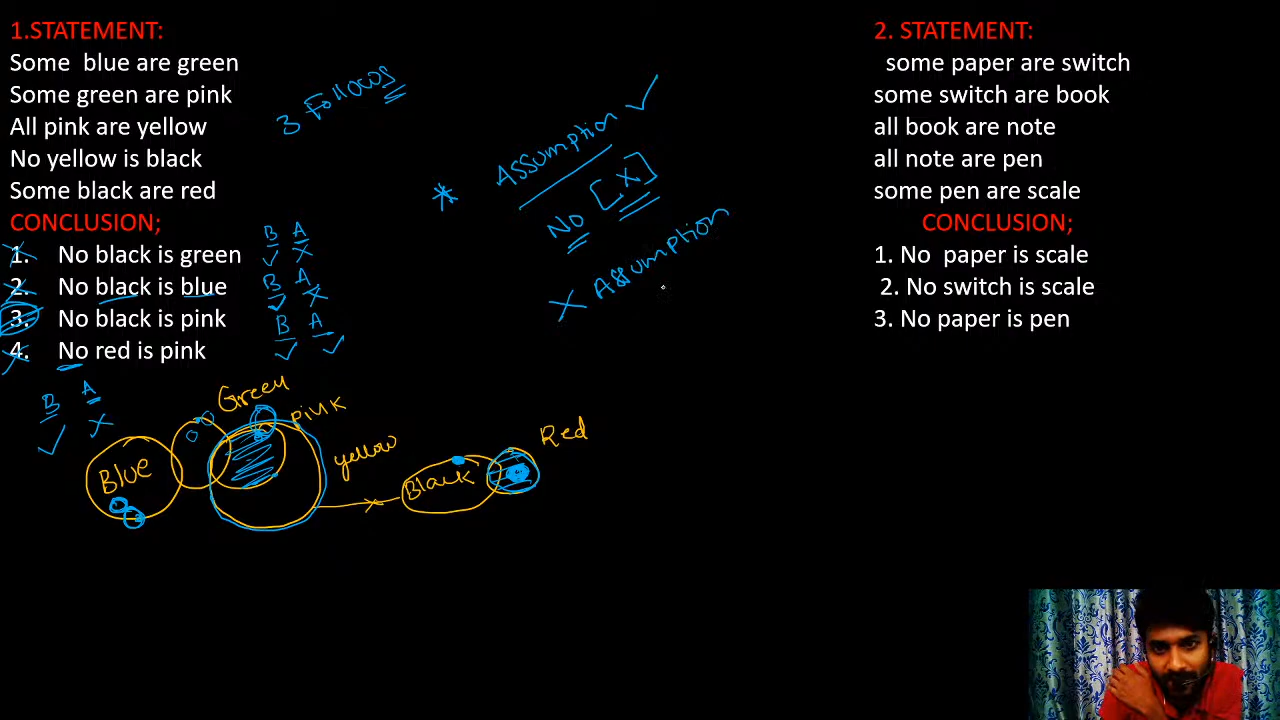 1.STATEMENT:
Some blue are green
Some green are pink
All pink are yellow
No yellow is black
Some black are red
CONCLUSION;
1. No black is green
2. No black is blue
3. No black is pink
4. No red is pink
3 Follows
* Assumption ✓
No [X]
X Assumption
B A
✓ X
B A
✓ X
B A
✓ ✓
B A
✓ X
Green
Pink
Blue
yellow
Black
Red
2. STATEMENT:
some paper are switch
some switch are book
all book are note
all note are pen
some pen are scale
CONCLUSION;
1. No paper is scale
2. No switch is scale
3. No paper is pen